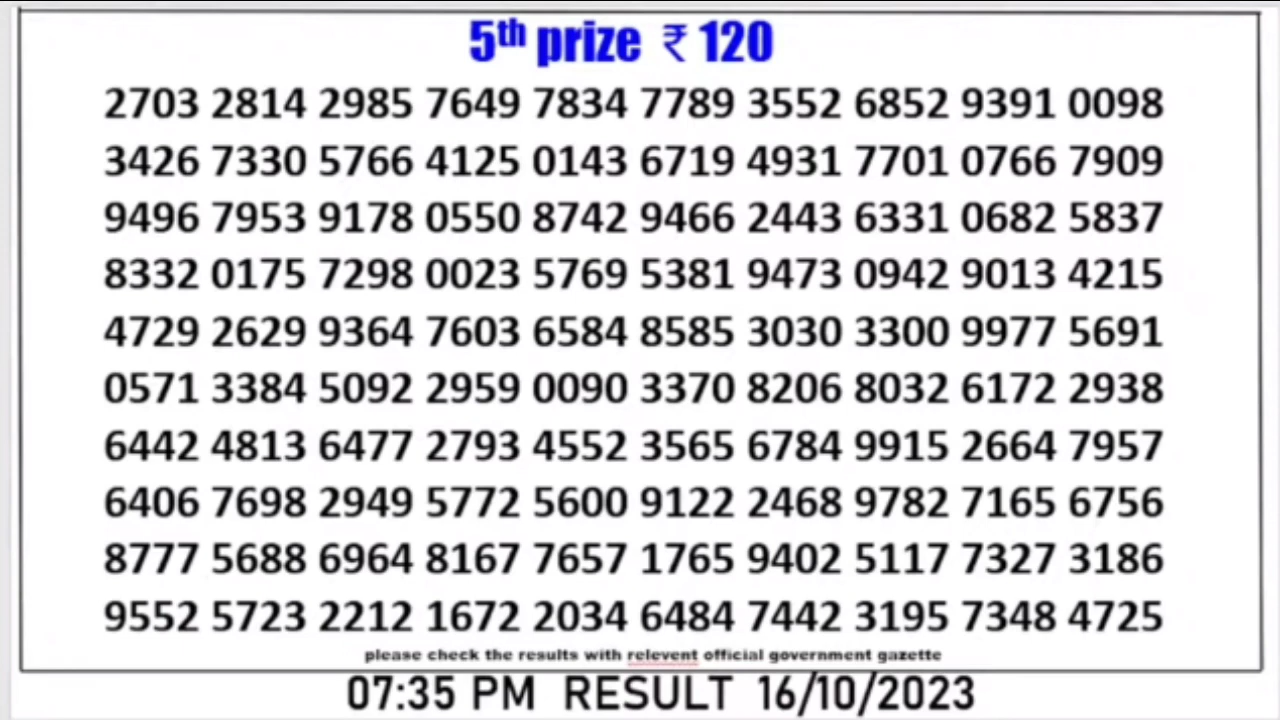 5th prize ₹ 120
2703 2814 2985 7649 7834 7789 3552 6852 9391 0098
3426 7330 5766 4125 0143 6719 4931 7701 0766 7909
9496 7953 9178 0550 8742 9466 2443 6331 0682 5837
8332 0175 7298 0023 5769 5381 9473 0942 9013 4215
4729 2629 9364 7603 6584 8585 3030 3300 9977 5691
0571 3384 5092 2959 0090 3370 8206 8032 6172 2938
6442 4813 6477 2793 4552 3565 6784 9915 2664 7957
6406 7698 2949 5772 5600 9122 2468 9782 7165 6756
8777 5688 6964 8167 7657 1765 9402 5117 7327 3186
9552 5723 2212 1672 2034 6484 7442 3195 7348 4725
please check the results with relevent official government gazette
07:35 PM RESULT 16/10/2023